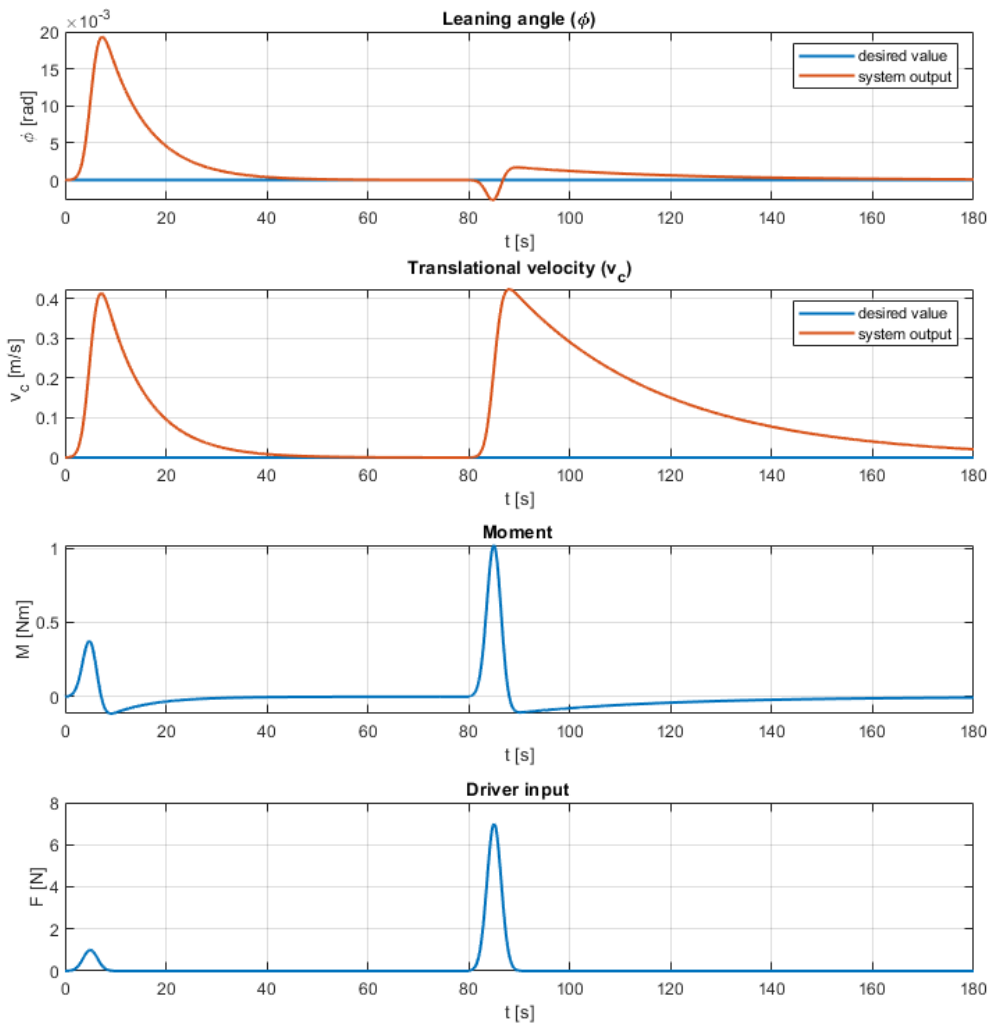 Leaning angle (ϕ)
×10⁻³
20
15
10
5
0
ϕ [rad]
desired value
system output
0 20 40 60 80 100 120 140 160 180
t [s]
Translational velocity (v_c)
0.4
0.3
0.2
0.1
0
v_c [m/s]
desired value
system output
0 20 40 60 80 100 120 140 160 180
t [s]
Moment
1
0.5
0
M [Nm]
0 20 40 60 80 100 120 140 160 180
t [s]
Driver input
8
6
4
2
0
F [N]
0 20 40 60 80 100 120 140 160 180
t [s]